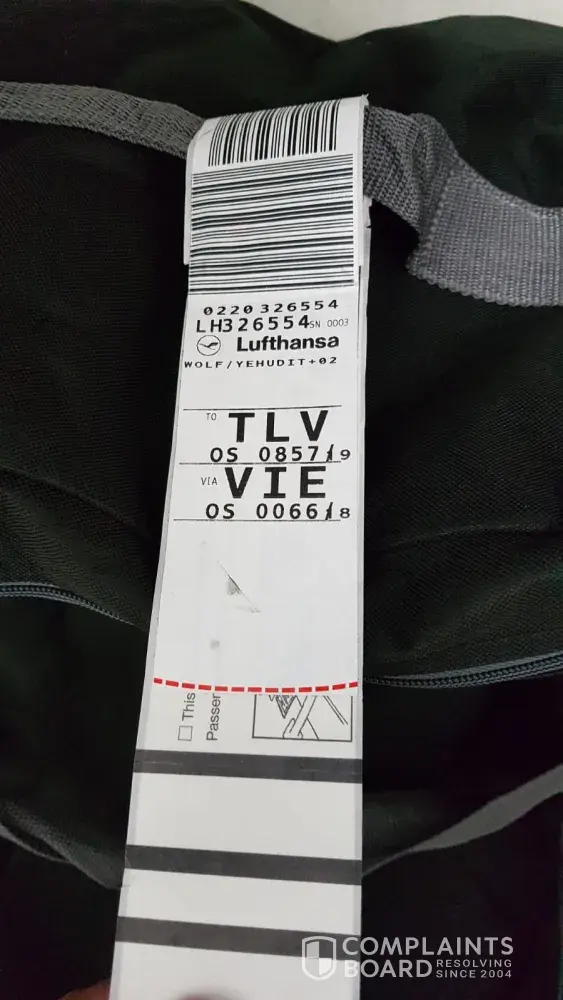 0220 326554
LH326554 SN 0003
Lufthansa
WOLF/YEHUDIT+02
TO TLV
OS 0857/19
VIA VIE
OS 0066/18
This
Passer
COMPLAINTS
BOARD RESOLVING
SINCE 2004